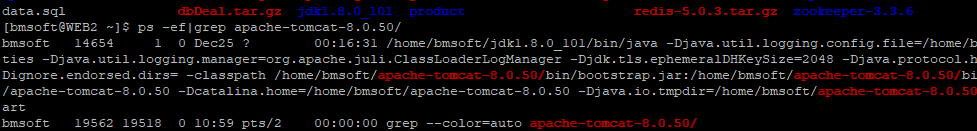 data.sql dbDeal.tar.gz jdk1.8.0_101 product redis-5.0.3.tar.gz zookeeper-3.3.6
[bmsoft@WEB2 ~]$ ps -ef|grep apache-tomcat-8.0.50/
bmsoft 14654 1 0 Dec25 ? 00:16:31 /home/bmsoft/jdk1.8.0_101/bin/java -Djava.util.logging.config.file=/home/b
ties -Djava.util.logging.manager=org.apache.juli.ClassLoaderLogManager -Djdk.tls.ephemeralDHKeySize=2048 -Djava.protocol.h
Dignore.endorsed.dirs= -classpath /home/bmsoft/apache-tomcat-8.0.50/bin/bootstrap.jar:/home/bmsoft/apache-tomcat-8.0.50/bi
/apache-tomcat-8.0.50 -Dcatalina.home=/home/bmsoft/apache-tomcat-8.0.50 -Djava.io.tmpdir=/home/bmsoft/apache-tomcat-8.0.50/
art
bmsoft 19562 19518 0 10:59 pts/2 00:00:00 grep --color=auto apache-tomcat-8.0.50/